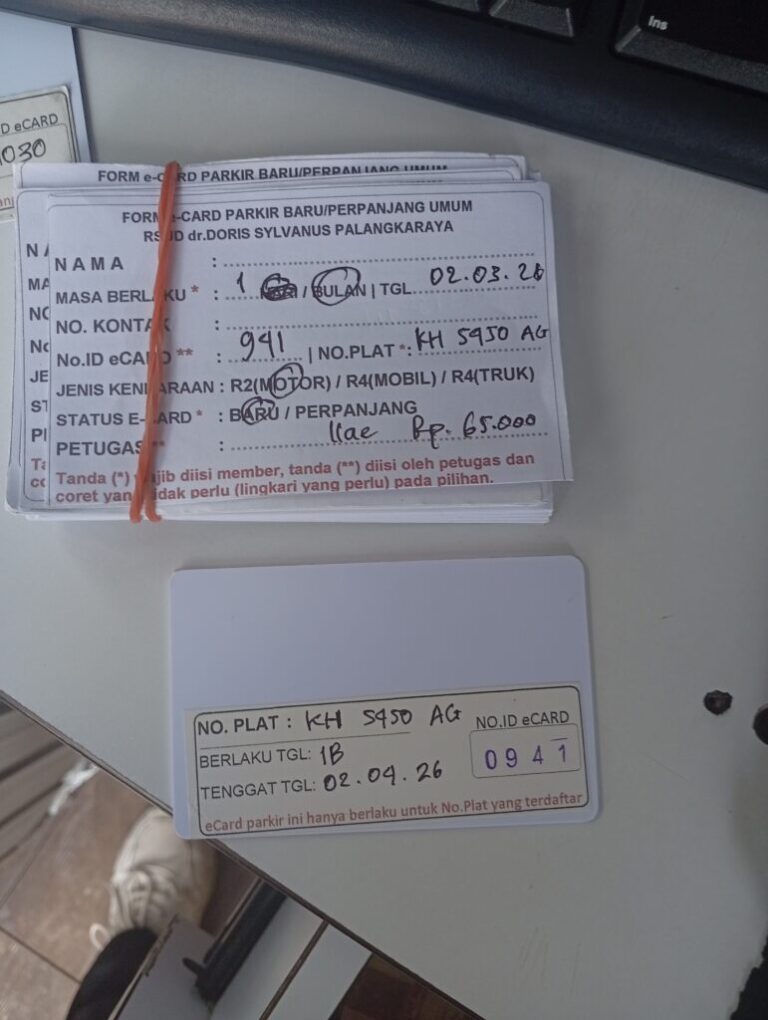 Ins
D eCARD
030
FORM e-CARD PARKIR BARU/PERPANJANG UMUM
FORM e-CARD PARKIR BARU/PERPANJANG UMUM
RSUD dr.DORIS SYLVANUS PALANGKARAYA
NAMA :
MASA BERLAKU * : 1 / BULAN | TGL. 02.03.26
NO. KONTAK :
No.ID eCARD ** : 941 | NO.PLAT *: KH 5950 AG
JENIS KENDARAAN : R2(MOTOR) / R4(MOBIL) / R4(TRUK)
STATUS E-CARD * : BARU / PERPANJANG
PETUGAS ** : Rp. 65.000
Tanda (*) wajib diisi member, tanda (**) diisi oleh petugas dan
coret yang tidak perlu (lingkari yang perlu) pada pilihan.
NO. PLAT : KH 5950 AG
NO.ID eCARD
0941
BERLAKU TGL: 1B
TENGGAT TGL: 02.04.26
eCard parkir ini hanya berlaku untuk No.Plat yang terdaftar